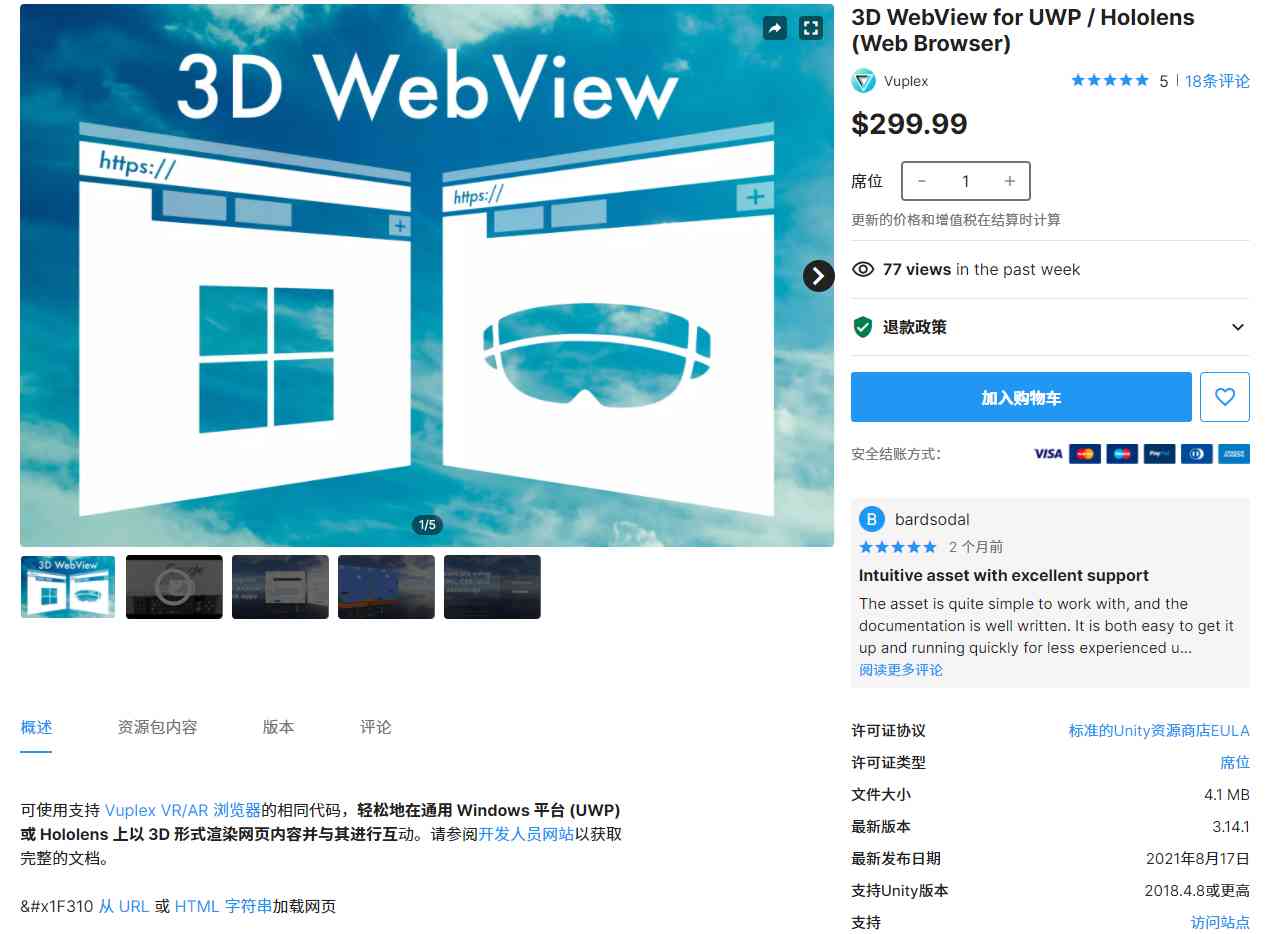 3D WebView
https://
https://
1/5
3D WebView
概述
资源包内容
版本
评论
可使用支持 Vuplex VR/AR 浏览器的相同代码，轻松地在通用 Windows 平台 (UWP)
或 Hololens 上以 3D 形式渲染网页内容并与其进行互动。请参阅开发人员网站以获取
完整的文档。
&#x1F310 从 URL 或 HTML 字符串加载网页
3D WebView for UWP / Hololens
(Web Browser)
Vuplex
5 | 18条评论
$299.99
席位
- 1 +
更新的价格和增值税在结算时计算
77 views in the past week
退款政策
加入购物车
安全结账方式：
VISA
PayPal
B bardsodal
2 个月前
Intuitive asset with excellent support
The asset is quite simple to work with, and the
documentation is well written. It is both easy to get it
up and running quickly for less experienced u...
阅读更多评论
许可证协议 标准的Unity资源商店EULA
许可证类型 席位
文件大小 4.1 MB
最新版本 3.14.1
最新发布日期 2021年8月17日
支持Unity版本 2018.4.8或更高
支持 访问站点